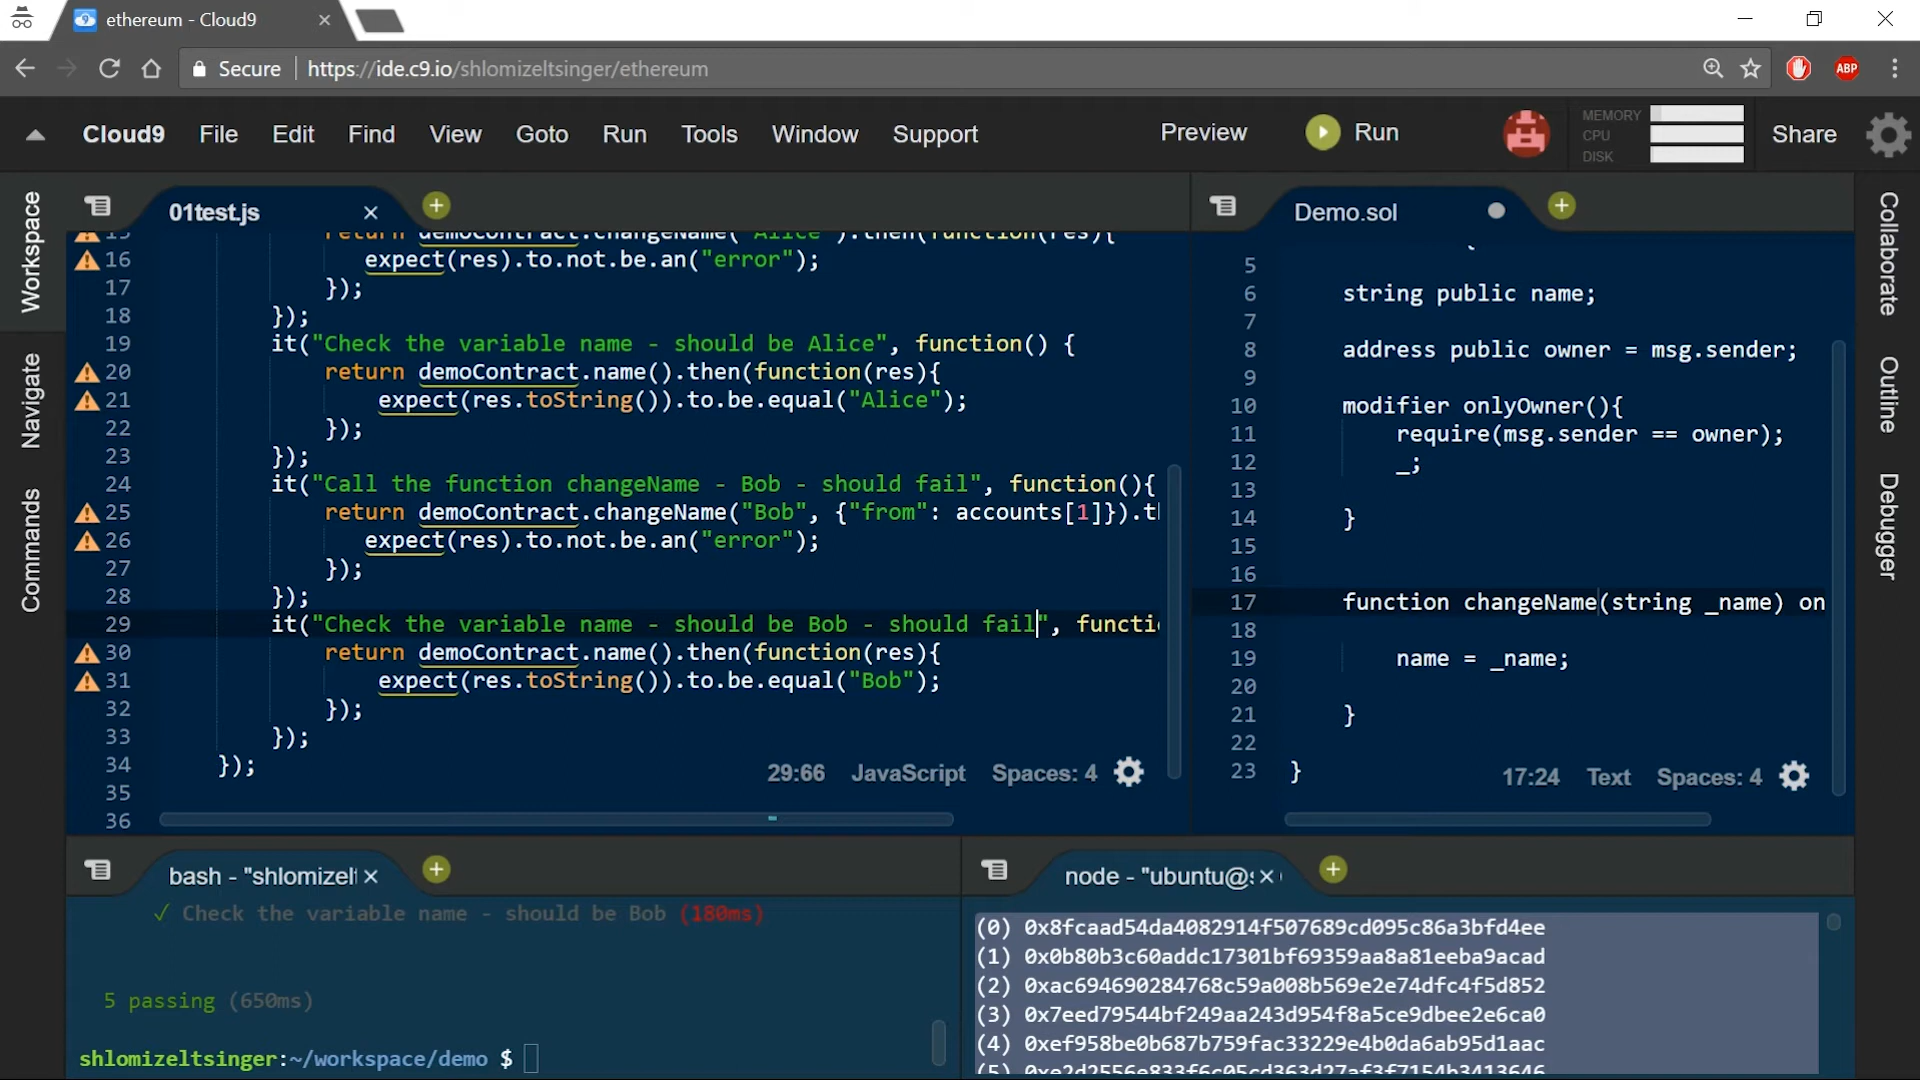 ethereum - Cloud9
Secure https://ide.c9.io/shlomizeltsinger/ethereum
ABP
Cloud9 File Edit Find View Goto Run Tools Window Support Preview Run MEMORY CPU DISK Share
Workspace
Navigate
Commands
01test.js
15 return demoContract.changeName("Alice").then(function(res){
16 expect(res).to.not.be.an("error");
17 });
18 });
19 it("Check the variable name - should be Alice", function() {
20 return demoContract.name().then(function(res){
21 expect(res.toString()).to.be.equal("Alice");
22 });
23 });
24 it("Call the function changeName - Bob - should fail", function(){
25 return demoContract.changeName("Bob", {"from": accounts[1]}).t
26 expect(res).to.not.be.an("error");
27 });
28 });
29 it("Check the variable name - should be Bob - should fail", functi
30 return demoContract.name().then(function(res){
31 expect(res.toString()).to.be.equal("Bob");
32 });
33 });
34 });
35
36
29:66 JavaScript Spaces: 4
Demo.sol
{
5
6 string public name;
7
8 address public owner = msg.sender;
9
10 modifier onlyOwner(){
11 require(msg.sender == owner);
12 _;
13
14 }
15
16
17 function changeName(string _name) on
18
19 name = _name;
20
21 }
22
23 }
17:24 Text Spaces: 4
Collaborate
Outline
Debugger
bash - "shlomizelt
✓ Check the variable name - should be Bob (180ms)
5 passing (650ms)
shlomizeltsinger:~/workspace/demo $
node - "ubuntu@s
(0) 0x8fcaad54da4082914f507689cd095c86a3bfd4ee
(1) 0x0b80b3c60addc17301bf69359aa8a81eeba9acad
(2) 0xac694690284768c59a008b569e2e74dfc4f5d852
(3) 0x7eed79544bf249aa243d954f8a5ce9dbee2e6ca0
(4) 0xef958be0b687b759fac33229e4b0da6ab95d1aac
(5) 0xe2d2556e833f6c05cd363d27af3f7154b3413646